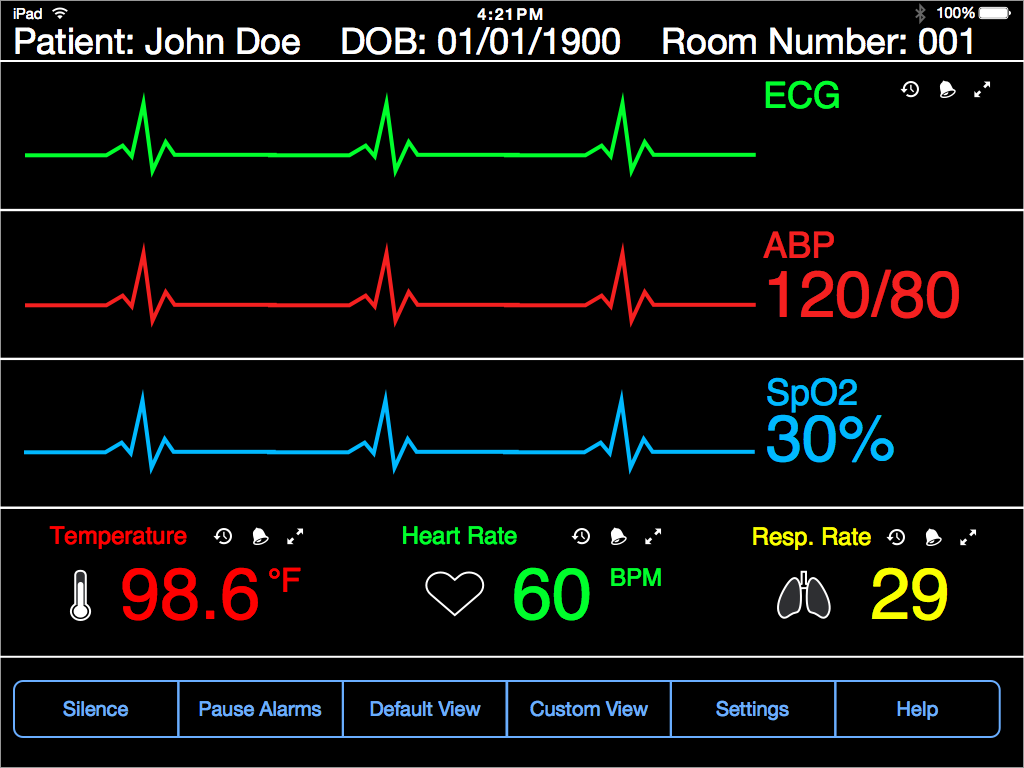 iPad 4:21PM 100%
Patient: John Doe DOB: 01/01/1900 Room Number: 001
ECG
ABP
120/80
SpO2
30%
Temperature Heart Rate Resp. Rate
98.6 °F 60 BPM 29
Silence Pause Alarms Default View Custom View Settings Help